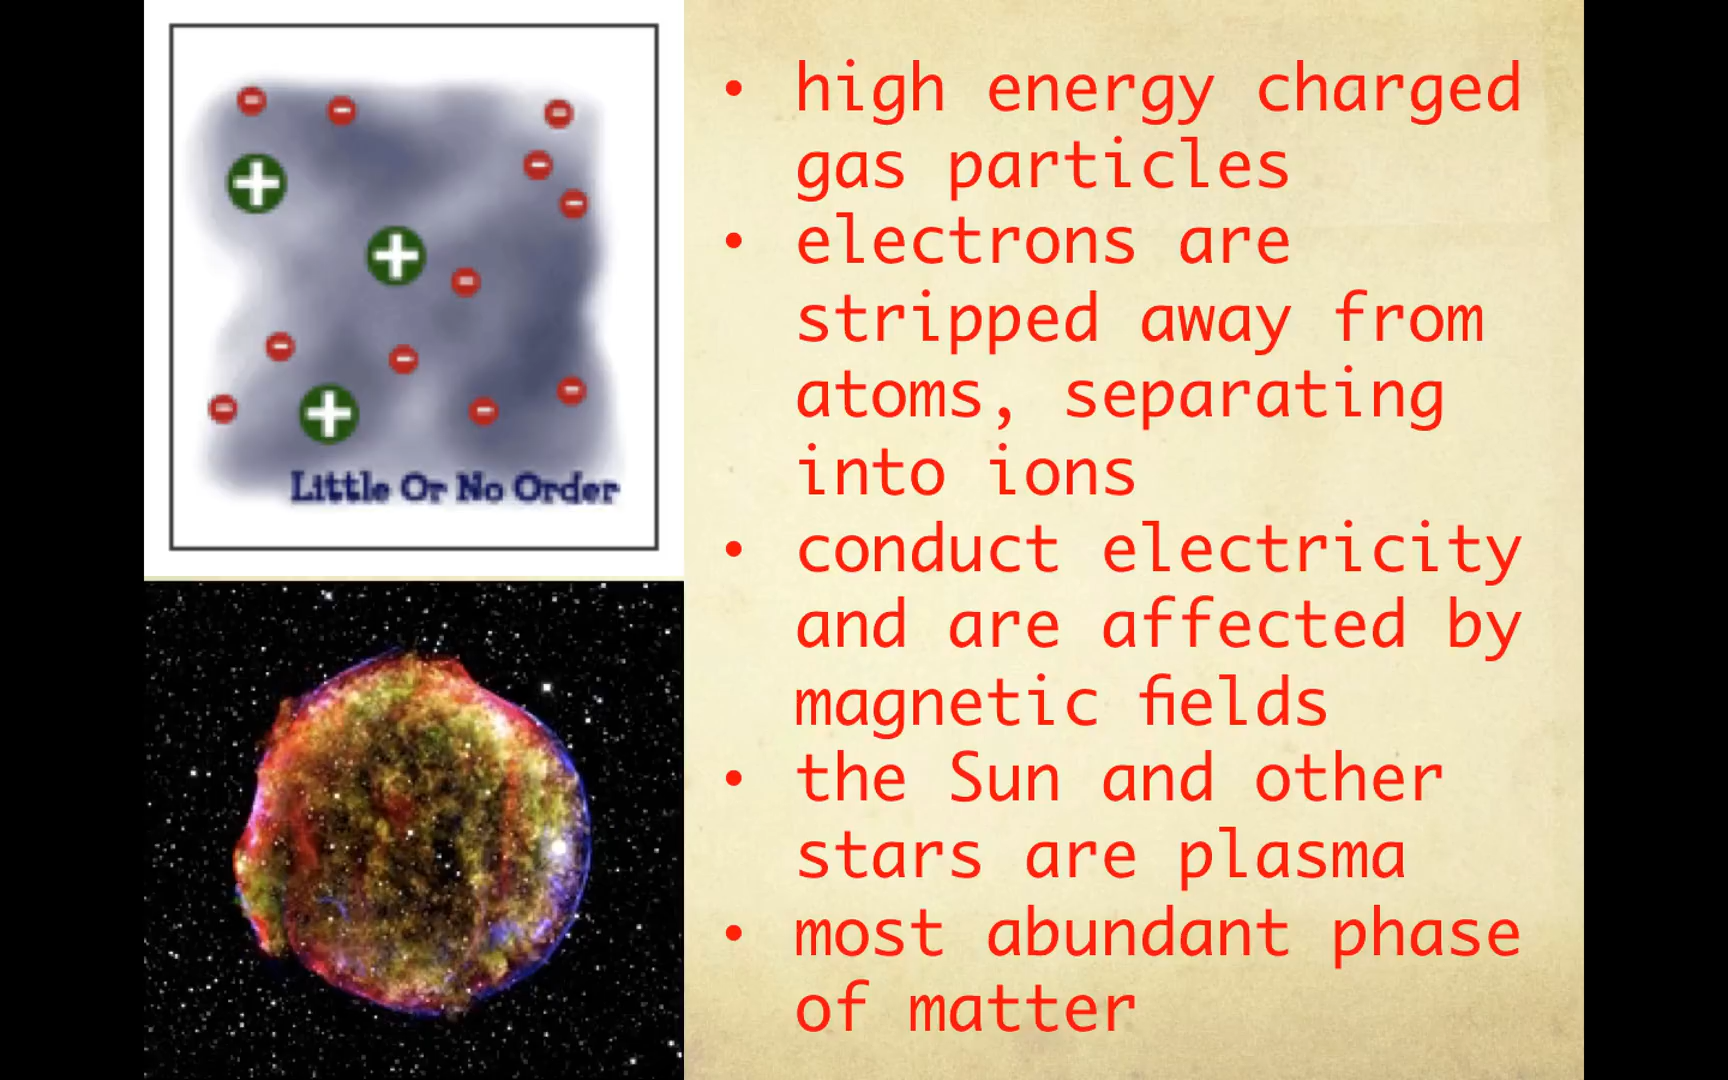 Little Or No Order
• high energy charged
gas particles
• electrons are
stripped away from
atoms, separating
into ions
• conduct electricity
and are affected by
magnetic fields
• the Sun and other
stars are plasma
• most abundant phase
of matter